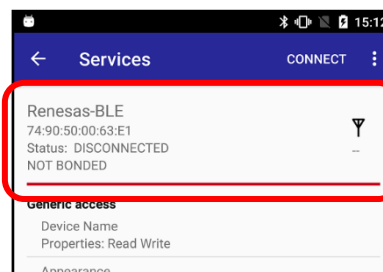 15:12
Services
CONNECT
Renesas-BLE
74:90:50:00:63:E1
Status: DISCONNECTED
--
NOT BONDED
Generic access
Device Name
Properties: Read Write
Appearance